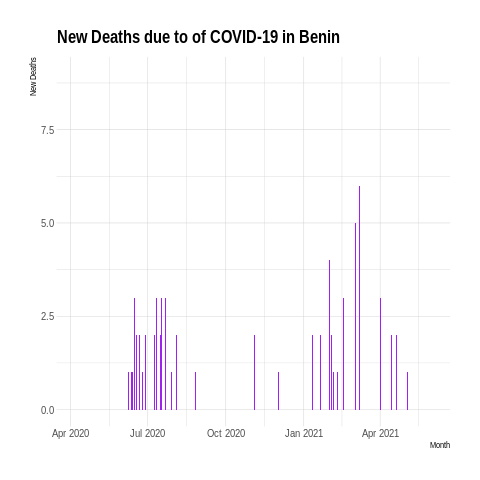 New Deaths due to of COVID-19 in Benin
New Deaths
7.5
5.0
2.5
0.0
Apr 2020 Jul 2020 Oct 2020 Jan 2021 Apr 2021
Month